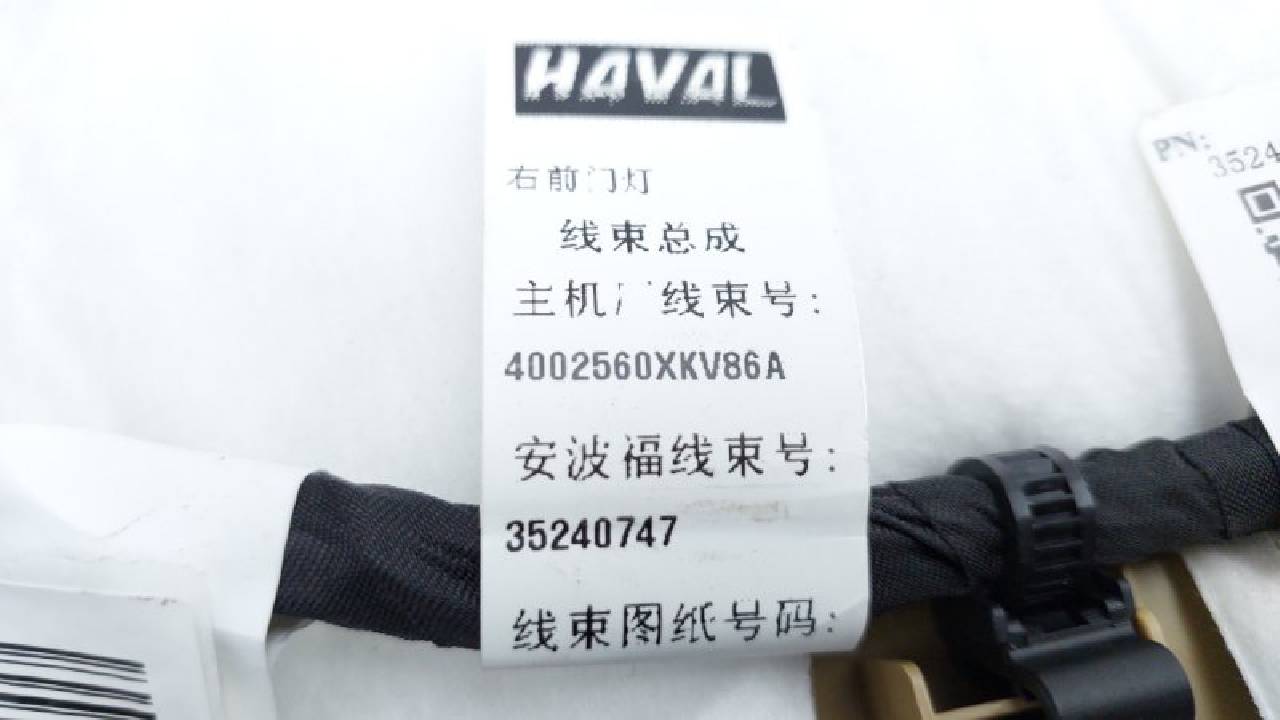 HAVAL
右前门灯
线束总成
主机厂线束号:
4002560XKV86A
安波福线束号:
35240747
线束图纸号码:
PN:
3524